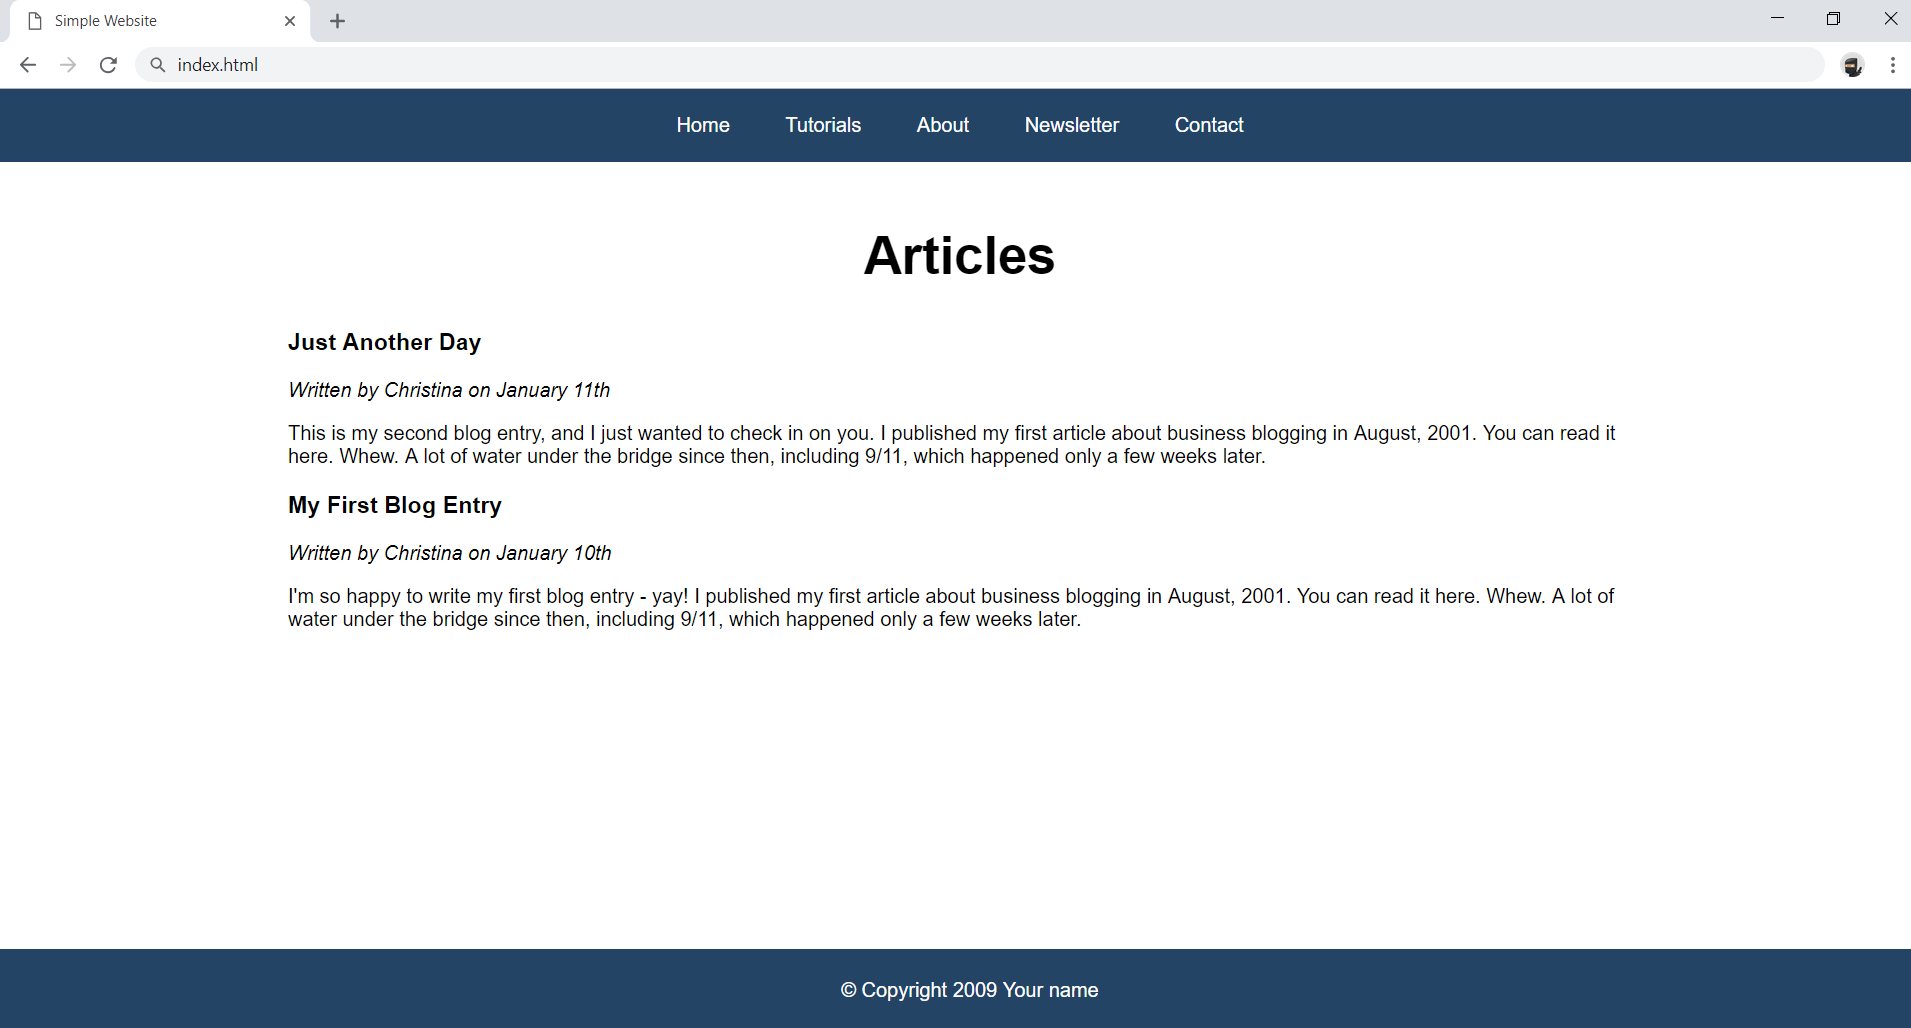 Simple Website
index.html
Home Tutorials About Newsletter Contact
Articles
Just Another Day
Written by Christina on January 11th
This is my second blog entry, and I just wanted to check in on you. I published my first article about business blogging in August, 2001. You can read it
here. Whew. A lot of water under the bridge since then, including 9/11, which happened only a few weeks later.
My First Blog Entry
Written by Christina on January 10th
I'm so happy to write my first blog entry - yay! I published my first article about business blogging in August, 2001. You can read it here. Whew. A lot of
water under the bridge since then, including 9/11, which happened only a few weeks later.
© Copyright 2009 Your name